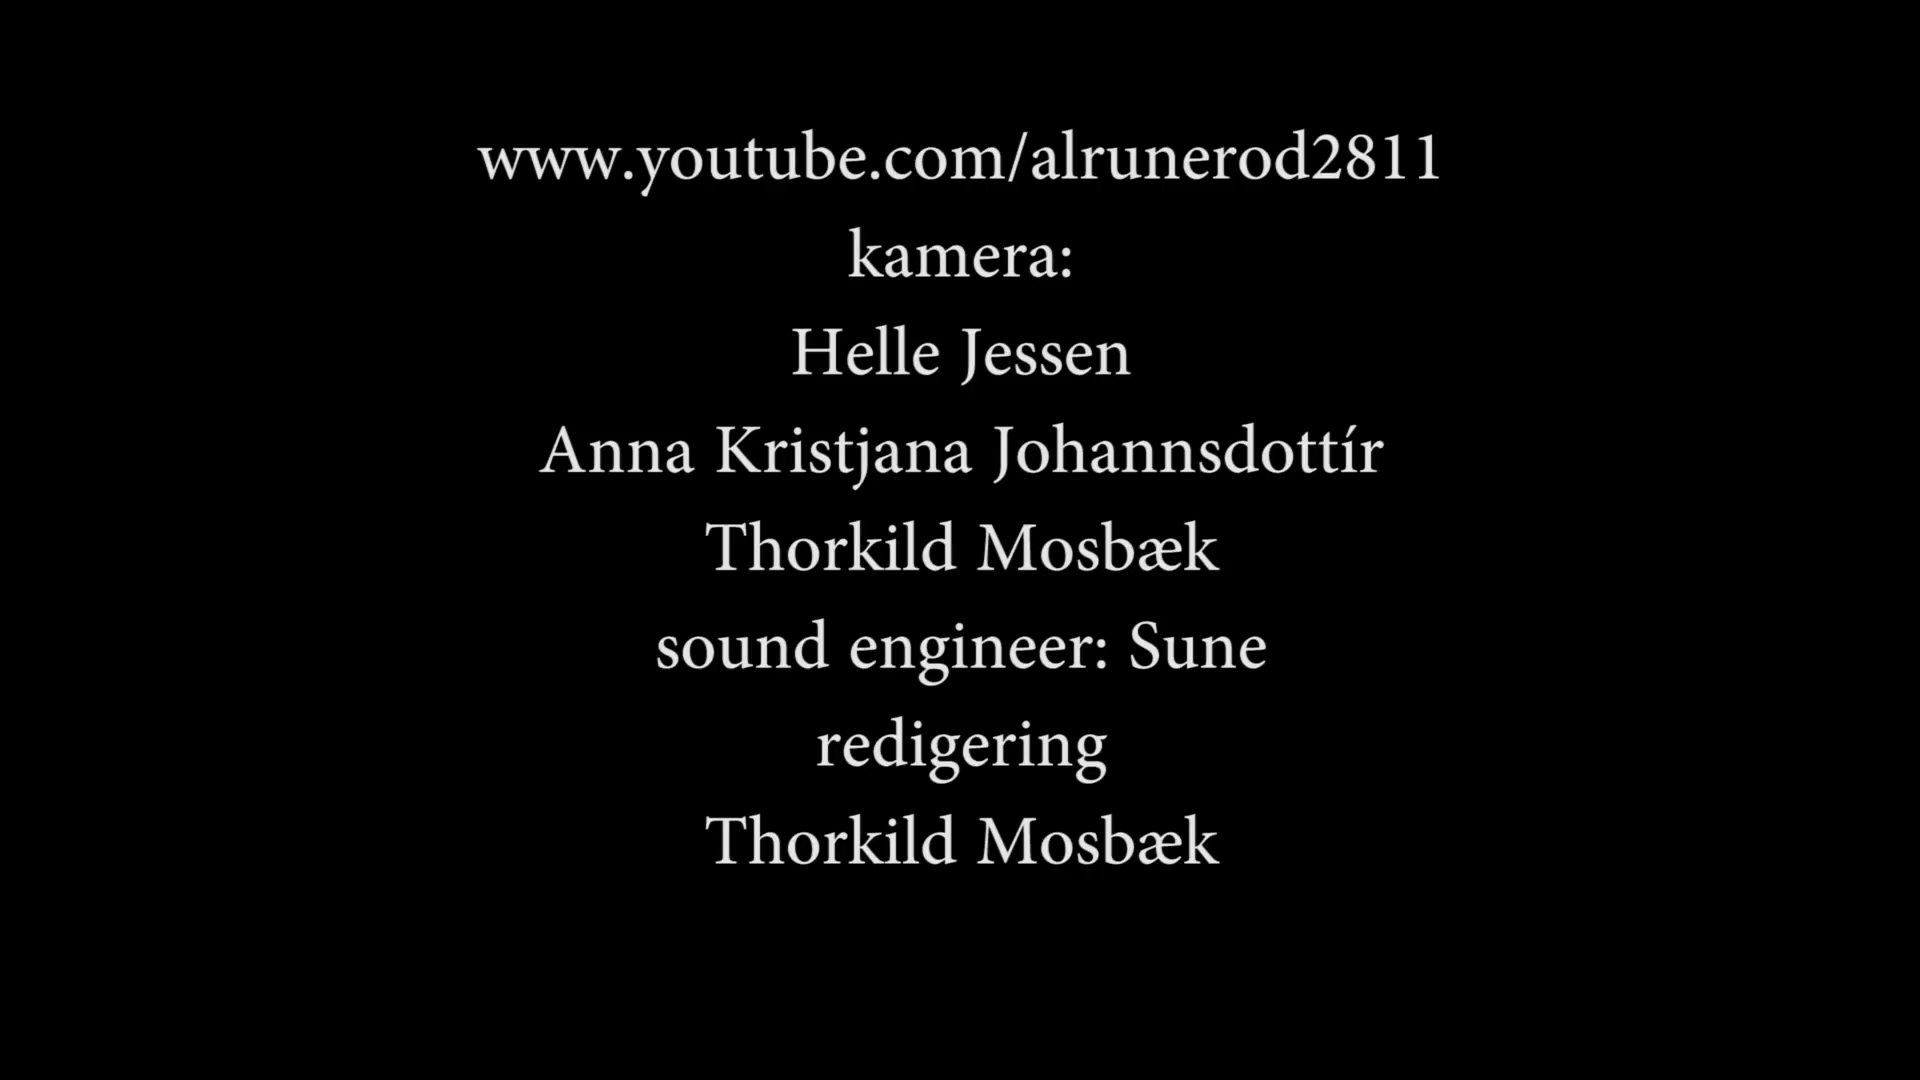 www.youtube.com/alrunerod2811
kamera:
Helle Jessen
Anna Kristjana Johannsdottír
Thorkild Mosbæk
sound engineer: Sune
redigering
Thorkild Mosbæk